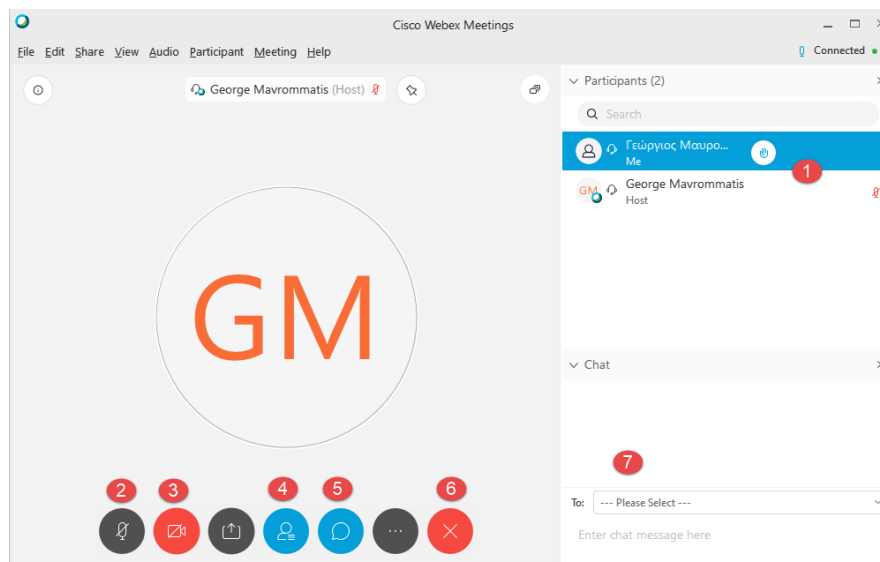 Cisco Webex Meetings
File Edit Share View Audio Participant Meeting Help
Connected
George Mavrommatis (Host)
GM
2 3 4 5 6
Participants (2)
Search
Γεώργιος Μαυρο...
Me
1
GM George Mavrommatis
Host
Chat
7
To: --- Please Select ---
Enter chat message here